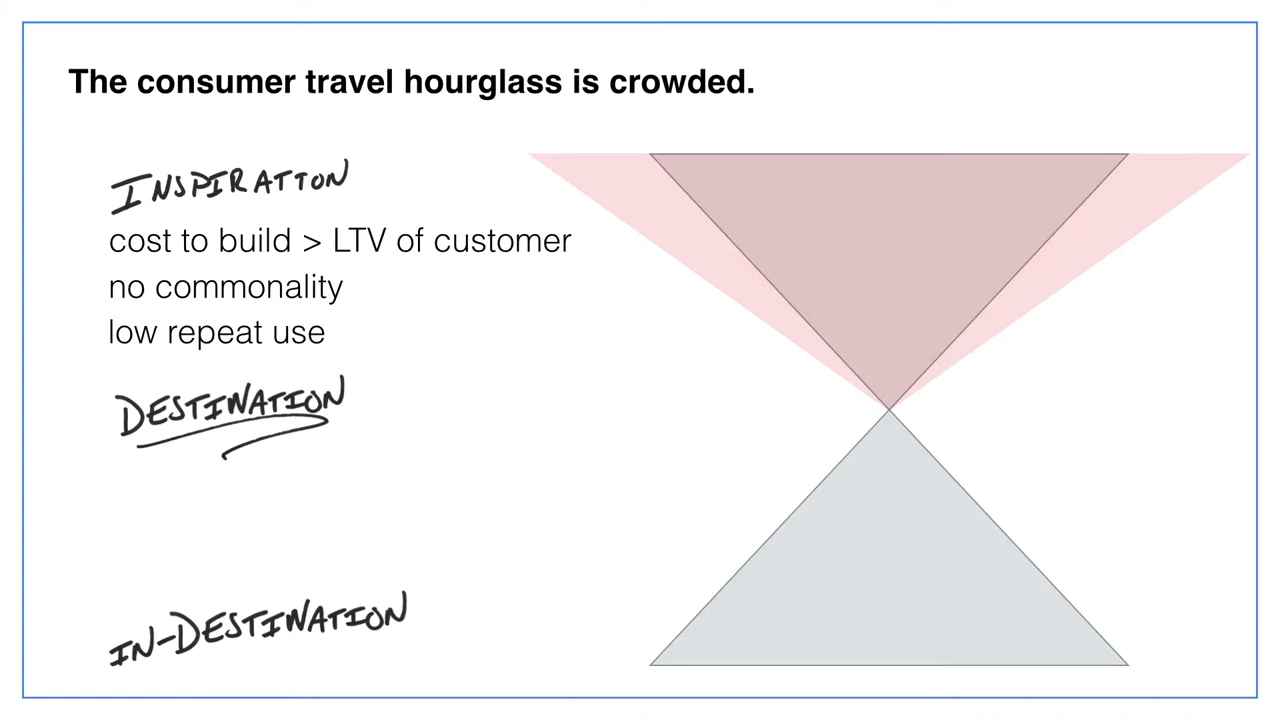 The consumer travel hourglass is crowded.
INSPIRATION
cost to build > LTV of customer
no commonality
low repeat use
DESTINATION
IN-DESTINATION